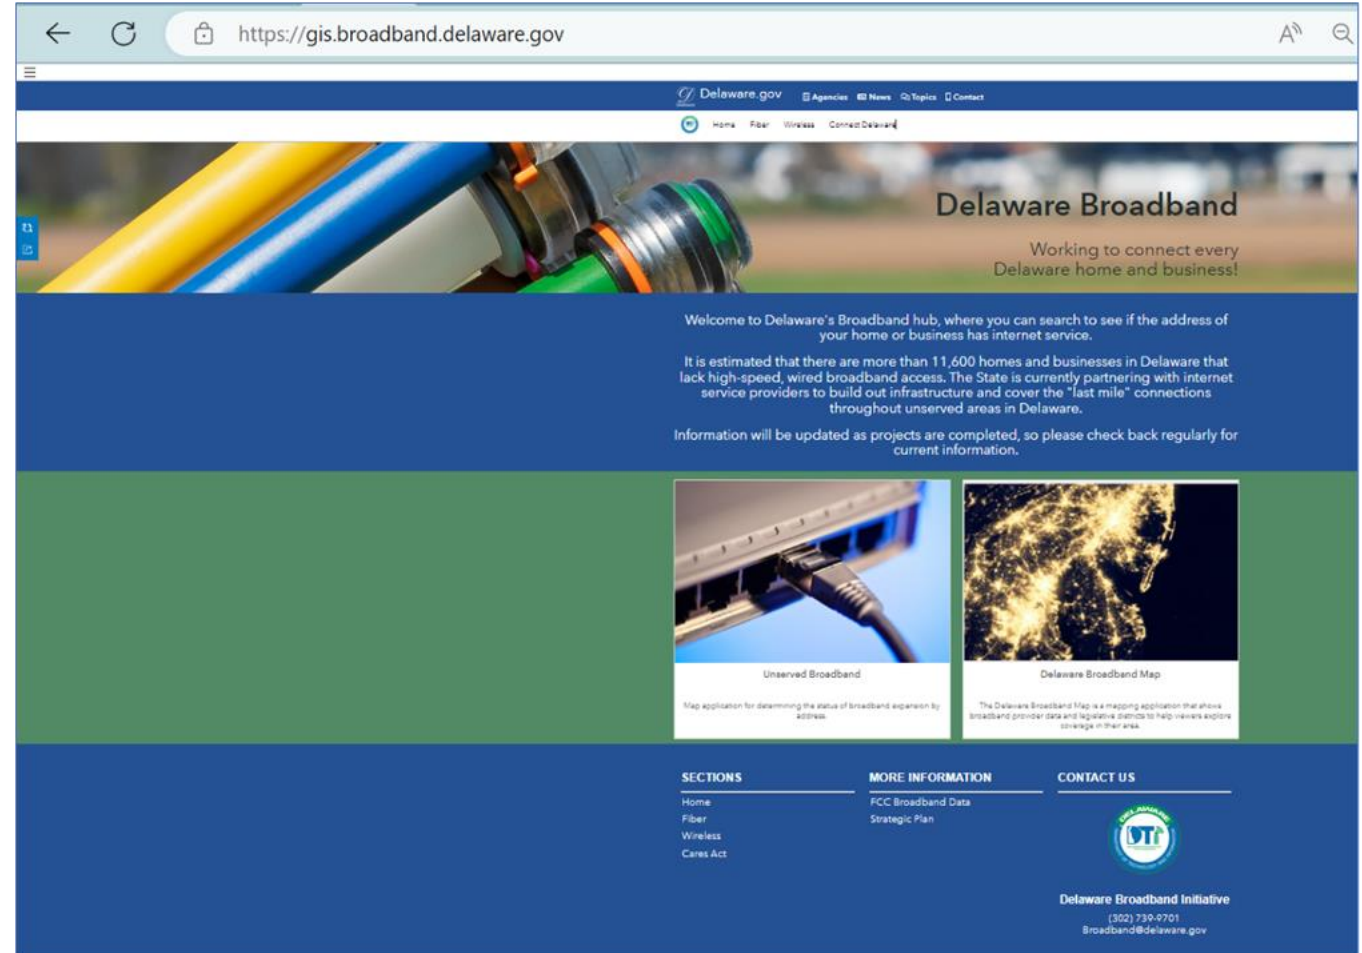 https://gis.broadband.delaware.gov
Delaware.gov Agencies News Topics Contact
Home Fiber Wireless Connect Delaware
Delaware Broadband
Working to connect every
Delaware home and business!
Welcome to Delaware's Broadband hub, where you can search to see if the address of
your home or business has internet service.
It is estimated that there are more than 11,600 homes and businesses in Delaware that
lack high-speed, wired broadband access. The State is currently partnering with internet
service providers to build out infrastructure and cover the "last mile" connections
throughout unserved areas in Delaware.
Information will be updated as projects are completed, so please check back regularly for
current information.
Unserved Broadband
Map application for determining the status of broadband expansion by
address.
Delaware Broadband Map
The Delaware Broadband Map is a mapping application that shows
broadband provider data and legislative districts to help viewers explore
coverage in their area.
SECTIONS
Home
Fiber
Wireless
Cares Act
MORE INFORMATION
FCC Broadband Data
Strategic Plan
CONTACT US
DELAWARE
DTI
Delaware Broadband Initiative
(302) 739-9701
Broadband@delaware.gov